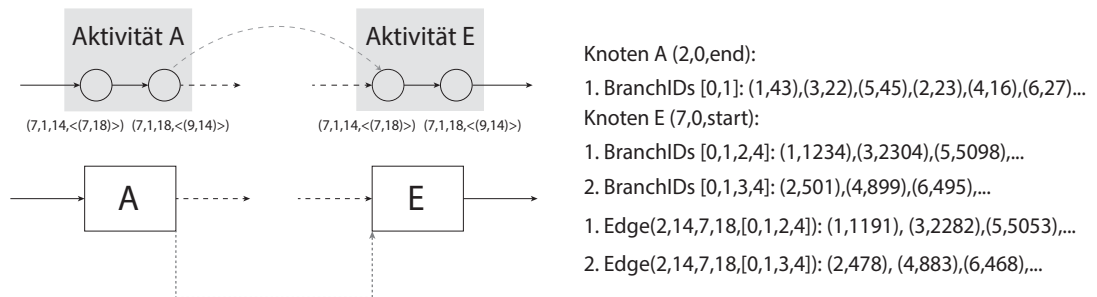 Aktivität A
Aktivität E
(7,1,14,<(7,18)>) (7,1,18,<(9,14)>)
(7,1,14,<(7,18)>) (7,1,18,<(9,14)>)
A
E
Knoten A (2,0,end):
1. BranchIDs [0,1]: (1,43),(3,22),(5,45),(2,23),(4,16),(6,27)...
Knoten E (7,0,start):
1. BranchIDs [0,1,2,4]: (1,1234),(3,2304),(5,5098),...
2. BranchIDs [0,1,3,4]: (2,501),(4,899),(6,495),...
1. Edge(2,14,7,18,[0,1,2,4]): (1,1191), (3,2282),(5,5053),...
2. Edge(2,14,7,18,[0,1,3,4]): (2,478), (4,883),(6,468),...